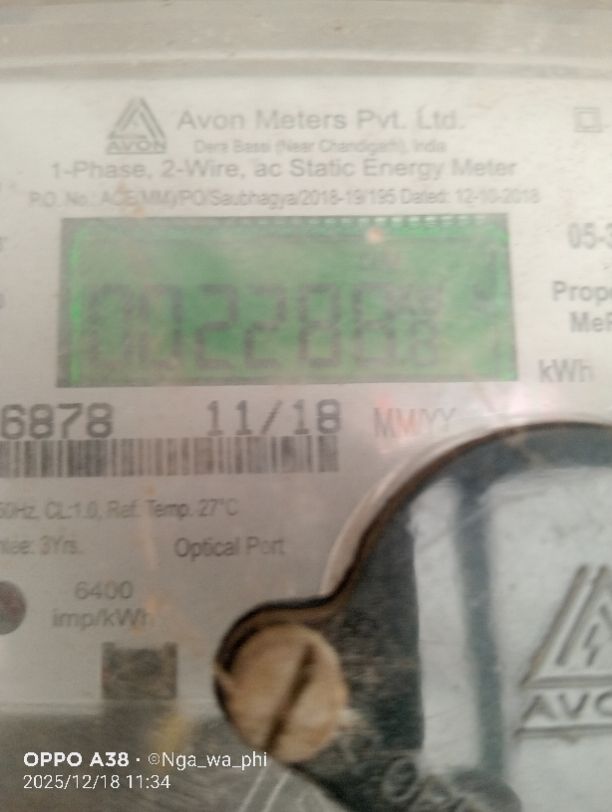 Avon Meters Pvt. Ltd.
AVON
Dera Bassi (Near Chandigarh), India
1-Phase, 2-Wire, ac Static Energy Meter
P.O. No.: ACE(MM)/PO/Saubhagya/2018-19/195 Dated: 12-10-2018
05-3
kWh
6878 11/18 MM/YY
50Hz, CL:1.0, Ref. Temp. 27°C
3Yrs. Optical Port
6400
imp/kWh
AVO
OPPO A38 · ©Nga_wa_phi
2025/12/18 11:34